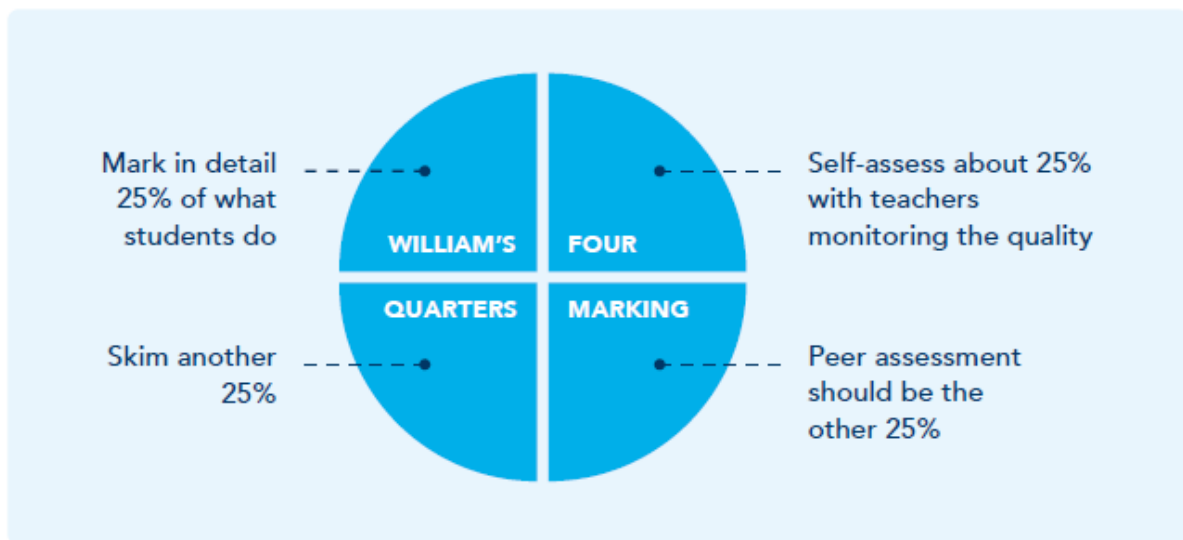 Mark in detail
25% of what
students do
Self-assess about 25%
with teachers
monitoring the quality
WILLIAM'S
FOUR
QUARTERS
MARKING
Skim another
25%
Peer assessment
should be the
other 25%